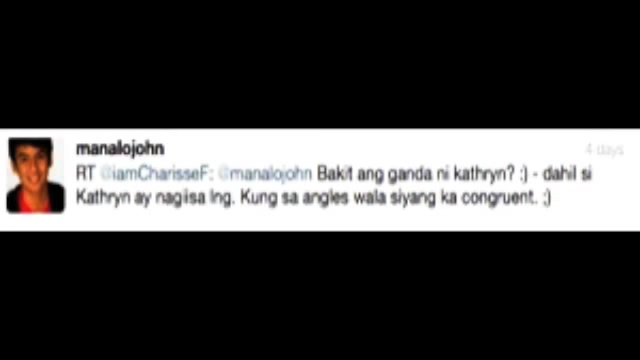 manalojohn
4 days
RT @iamCharisseF: @manalojohn Bakit ang ganda ni kathryn? :) - dahil si
Kathryn ay nagiisa lng. Kung sa angles wala siyang ka congruent. ;)